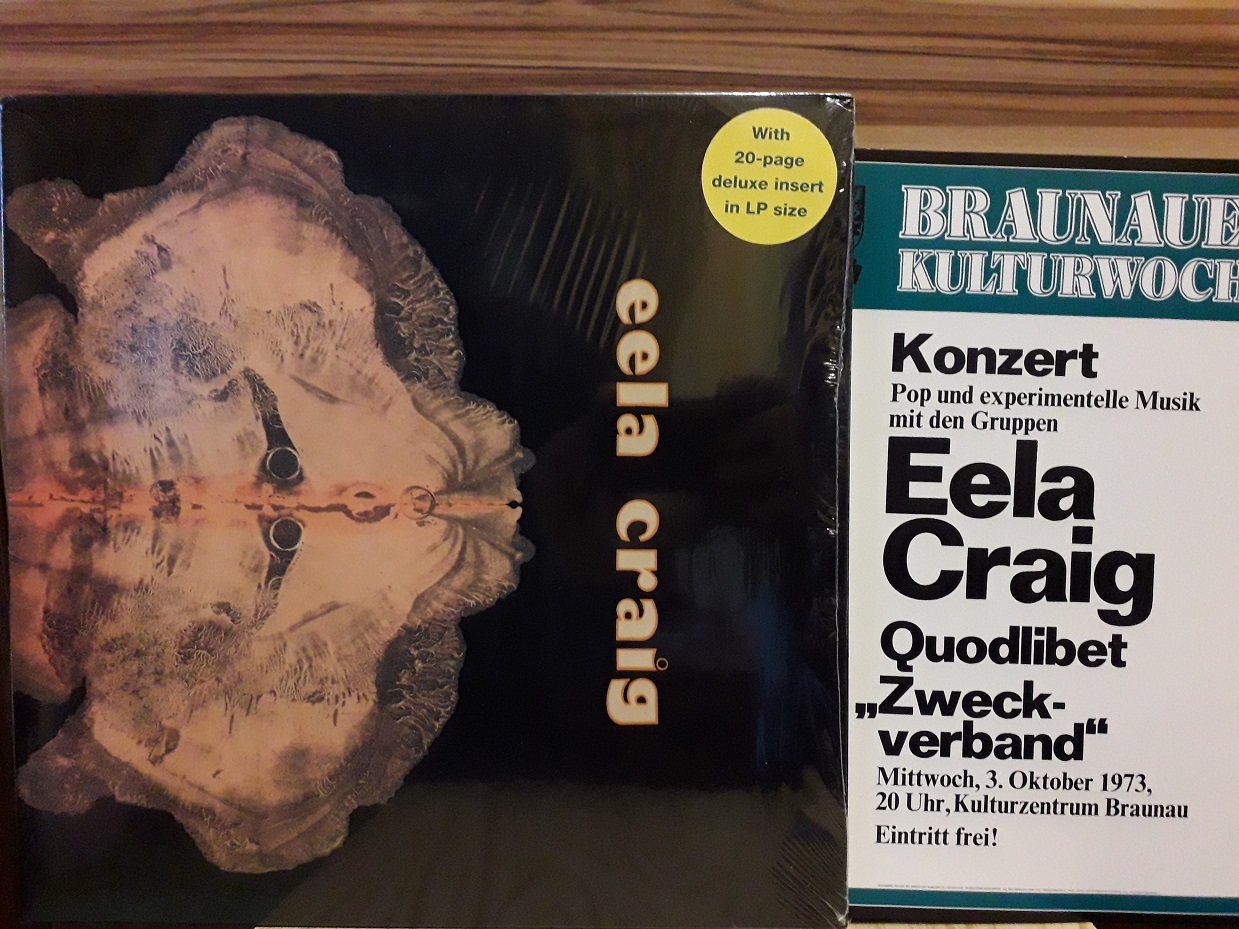 With
20-page
deluxe insert
in LP size
eela craig
BRAUNAUE
KULTURWOCH
Konzert
Pop und experimentelle Musik
mit den Gruppen
Eela
Craig
Quodlibet
„Zweck-
verband“
Mittwoch, 3. Oktober 1973,
20 Uhr, Kulturzentrum Braunau
Eintritt frei!